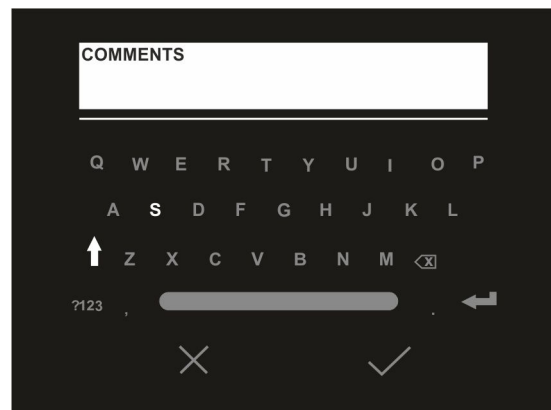 COMMENTS
Q W E R T Y U I O P
A S D F G H J K L
Z X C V B N M X
?123 , .